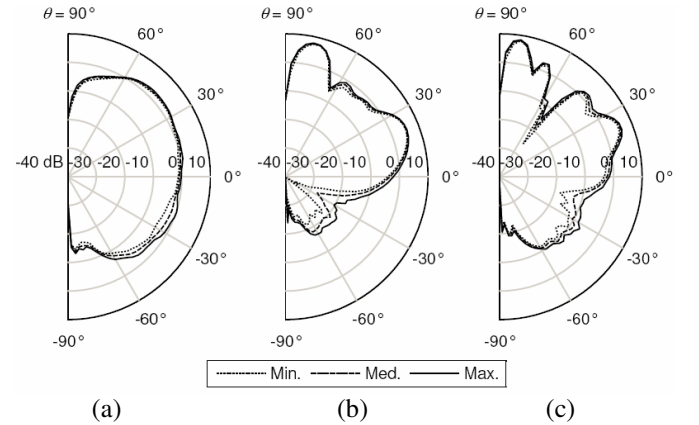 θ = 90° θ = 90° θ = 90°
60° 60° 60°
30° 30° 30°
-40 dB -30 -20 -10 0 10 0°
-40 -30 -20 -10 0 10 0°
-40 -30 -20 -10 0 10 0°
-30° -30° -30°
-60° -60° -60°
-90° -90° -90°
Min. Med. Max.
(a) (b) (c)